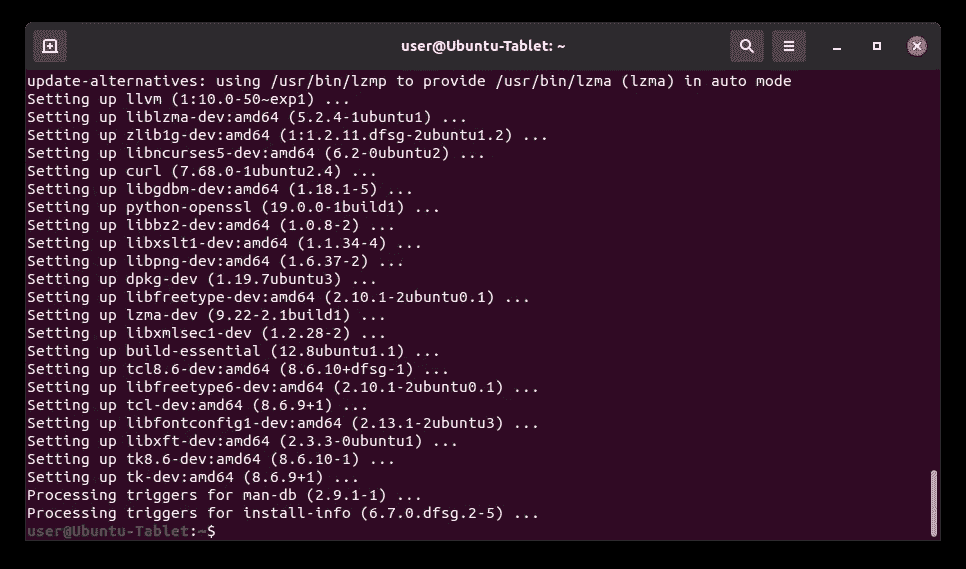 user@Ubuntu-Tablet: ~
update-alternatives: using /usr/bin/lzmp to provide /usr/bin/lzma (lzma) in auto mode
Setting up llvm (1:10.0-50~exp1) ...
Setting up liblzma-dev:amd64 (5.2.4-1ubuntu1) ...
Setting up zlib1g-dev:amd64 (1:1.2.11.dfsg-2ubuntu1.2) ...
Setting up libncurses5-dev:amd64 (6.2-0ubuntu2) ...
Setting up curl (7.68.0-1ubuntu2.4) ...
Setting up libgdbm-dev:amd64 (1.18.1-5) ...
Setting up python-openssl (19.0.0-1build1) ...
Setting up libbz2-dev:amd64 (1.0.8-2) ...
Setting up libxslt1-dev:amd64 (1.1.34-4) ...
Setting up libpng-dev:amd64 (1.6.37-2) ...
Setting up dpkg-dev (1.19.7ubuntu3) ...
Setting up libfreetype-dev:amd64 (2.10.1-2ubuntu0.1) ...
Setting up lzma-dev (9.22-2.1build1) ...
Setting up libxmlsec1-dev (1.2.28-2) ...
Setting up build-essential (12.8ubuntu1.1) ...
Setting up tcl8.6-dev:amd64 (8.6.10+dfsg-1) ...
Setting up libfreetype6-dev:amd64 (2.10.1-2ubuntu0.1) ...
Setting up tcl-dev:amd64 (8.6.9+1) ...
Setting up libfontconfig1-dev:amd64 (2.13.1-2ubuntu3) ...
Setting up libxft-dev:amd64 (2.3.3-0ubuntu1) ...
Setting up tk8.6-dev:amd64 (8.6.10-1) ...
Setting up tk-dev:amd64 (8.6.9+1) ...
Processing triggers for man-db (2.9.1-1) ...
Processing triggers for install-info (6.7.0.dfsg.2-5) ...
user@Ubuntu-Tablet:~$